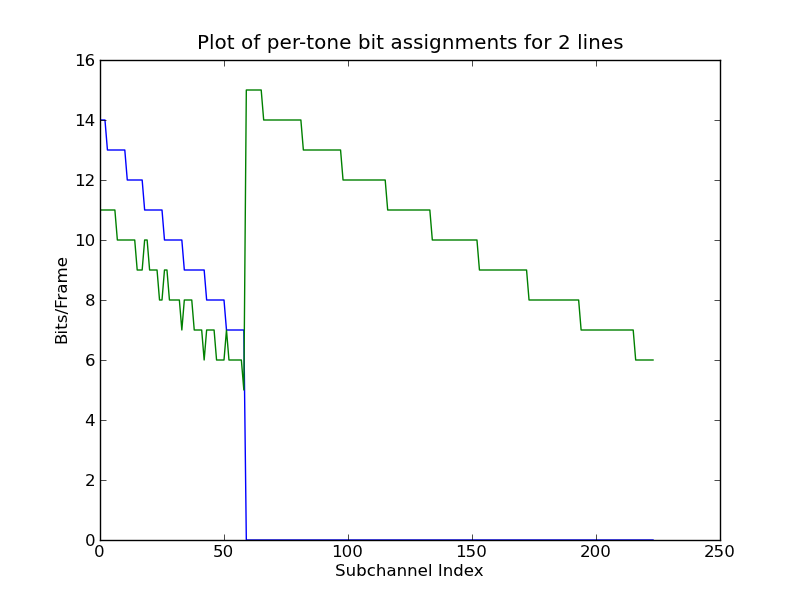 Plot of per-tone bit assignments for 2 lines
16
14
12
10
8
6
4
2
0
Bits/Frame
0 50 100 150 200 250
Subchannel Index